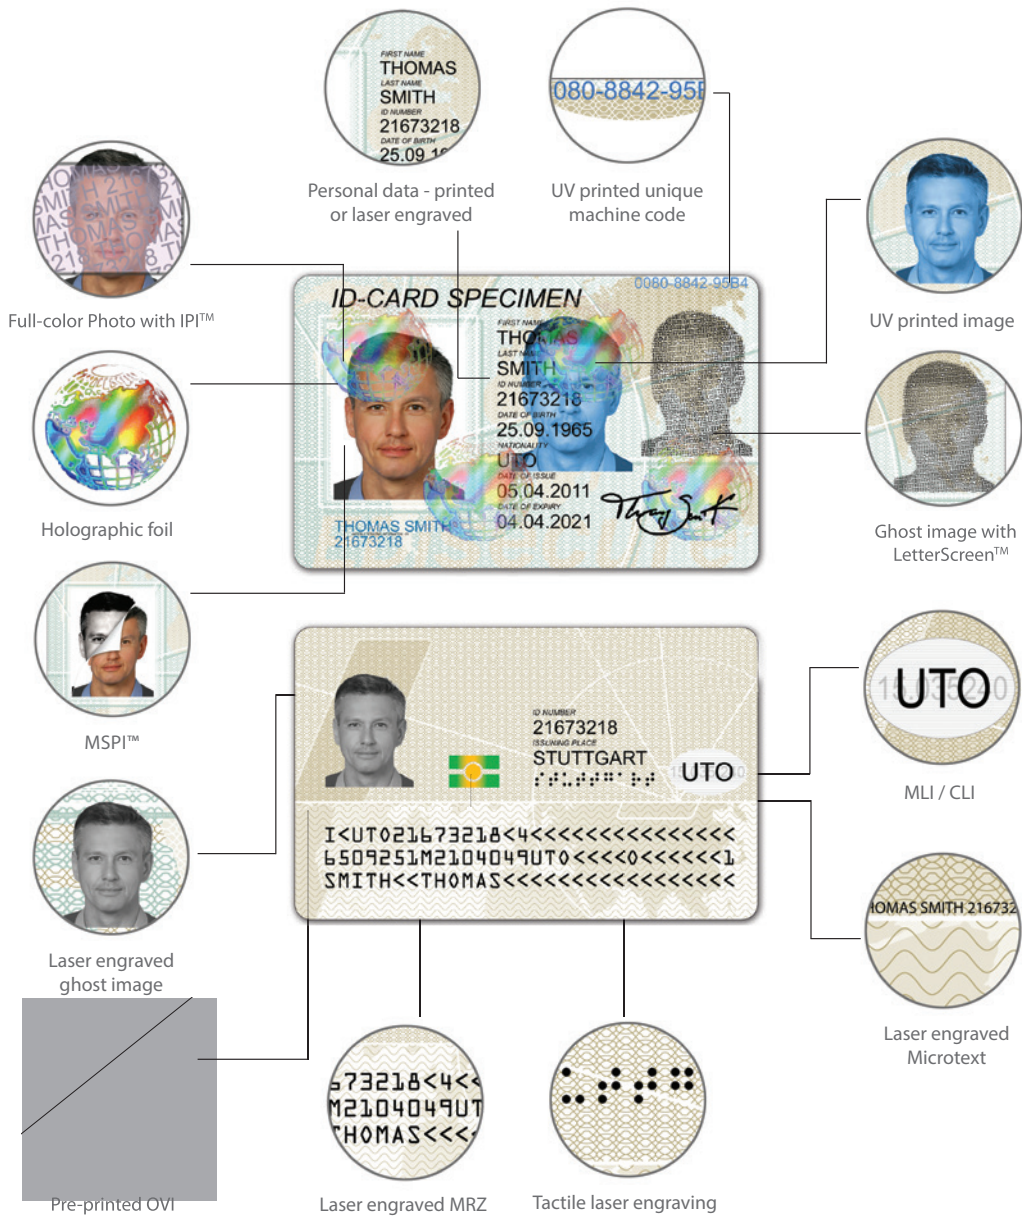 FIRST NAME
THOMAS
LAST NAME
SMITH
ID NUMBER
21673218
DATE OF BIRTH
Personal data - printed
or laser engraved
080-8842-95
UV printed unique
machine code
Full-color Photo with IPI™
UV printed image
Holographic foil
Ghost image with
LetterScreen™
MSPI™
ID-CARD SPECIMEN
0080-8842-95B4
FIRST NAME
THOMAS
LAST NAME
SMITH
ID NUMBER
21673218
DATE OF BIRTH
25.09.1965
NATIONALITY
UTO
DATE OF ISSUE
05.04.2011
DATE OF EXPIRY
04.04.2021
THOMAS SMITH
21673218
ID NUMBER
21673218
ISSUING PLACE
STUTTGART
UTO
I<UTO21673218<4<<<<<<<<<<<<<<<
6509251M2104049UTO<<<<0<<<<<<1
SMITH<<THOMAS<<<<<<<<<<<<<<<<<
UTO
15.035240
MLI / CLI
Laser engraved
ghost image
HOMAS SMITH 216732
Laser engraved
Microtext
Pre-printed OVI
673218<4<<
M2104049UT
THOMAS<<<<
Laser engraved MRZ
Tactile laser engraving